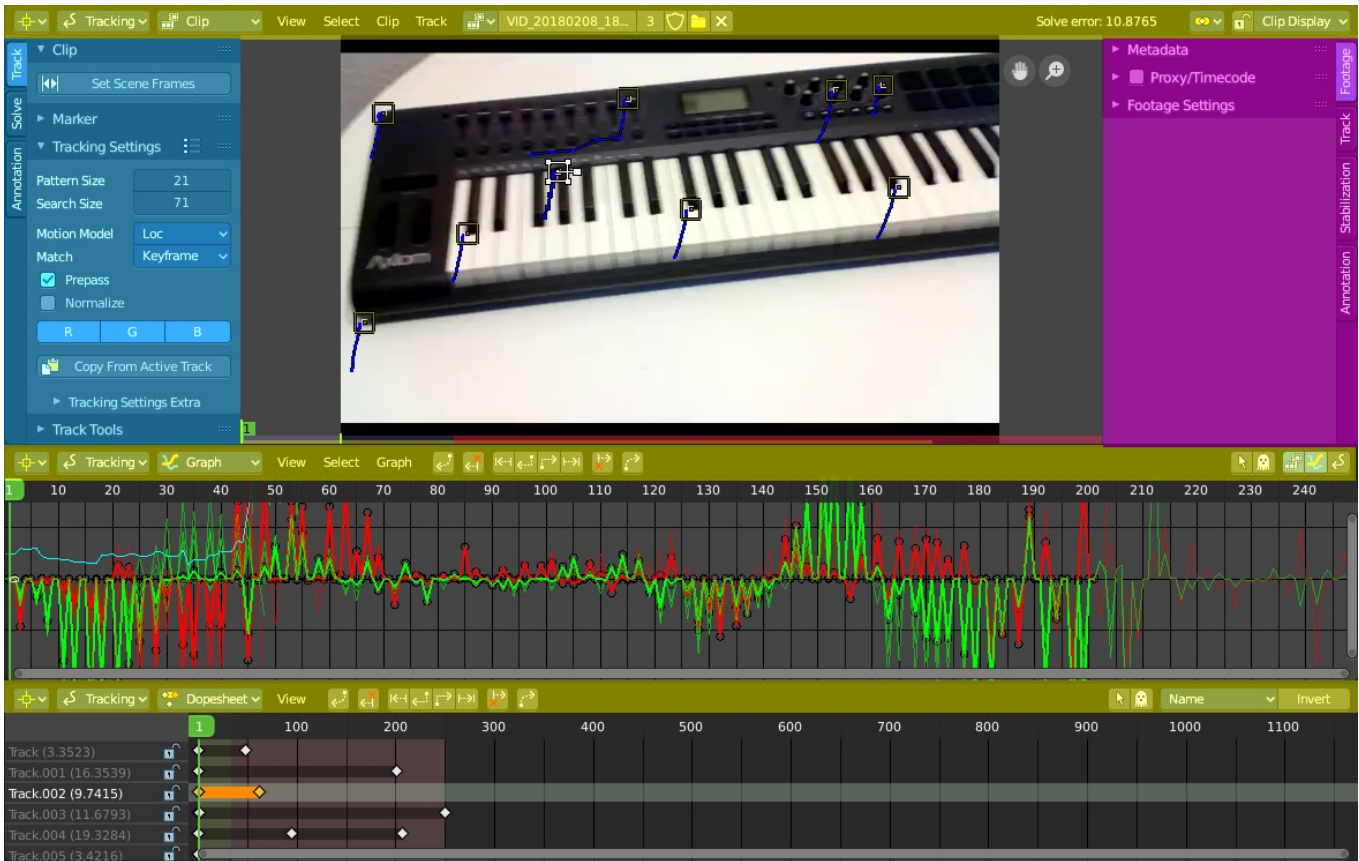 Tracking Clip View Select Clip Track VID_20180208_18... 3 Solve error: 10.8765 Clip Display
Track
Solve
Annotation
Clip
Set Scene Frames
Marker
Tracking Settings
Pattern Size 21
Search Size 71
Motion Model Loc
Match Keyframe
Prepass
Normalize
R G B
Copy From Active Track
Tracking Settings Extra
Track Tools
1
Axiom
Metadata
Proxy/Timecode
Footage Settings
Footage
Track
Stabilization
Annotation
Tracking Graph View Select Graph
1 10 20 30 40 50 60 70 80 90 100 110 120 130 140 150 160 170 180 190 200 210 220 230 240
0
Tracking Dopesheet View Name Invert
1 100 200 300 400 500 600 700 800 900 1000 1100
Track (3.3523)
Track.001 (16.3539)
Track.002 (9.7415)
Track.003 (11.6793)
Track.004 (19.3284)
Track.005 (3.4216)